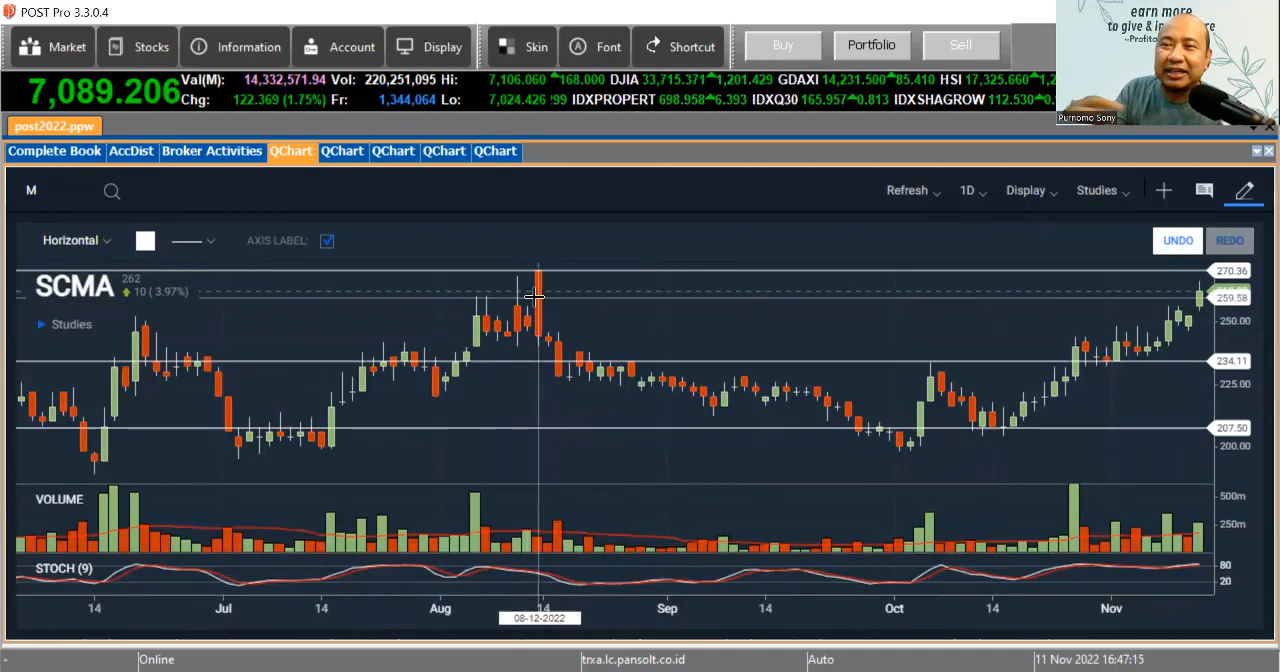 POST Pro 3.3.0.4
Market Stocks Information Account Display Skin Font Shortcut Buy Portfolio Sell
earn more
to give &
~Profita
Purnomo Sony
7,089.206
Val(M): 14,332,571.94 Vol: 220,251,095 Hi: 7,106.060
Chg: 122.369 (1.75%) Fr: 1,344,064 Lo: 7,024.426
168.000 DJIA 33,715.371 1,201.429 GDAXI 14,231.500 85.410 HSI 17,325.660 1,2
:99 IDXPROPERT 698.958 6.393 IDXQ30 165.957 0.813 IDXSHAGROW 112.530 0.
post2022.ppw
Complete Book AccDist Broker Activities QChart QChart QChart QChart QChart
M Refresh 1D Display Studies
Horizontal AXIS LABEL: UNDO REDO
SCMA 262
10 ( 3.97%)
Studies
270.36
259.58
250.00
234.11
225.00
207.50
200.00
VOLUME
500m
250m
STOCH (9)
80
20
14 Jul 14 Aug 14 Sep 14 Oct 14 Nov
08-12-2022
- Online trxa.lc.pansolt.co.id Auto 11 Nov 2022 16:47:15